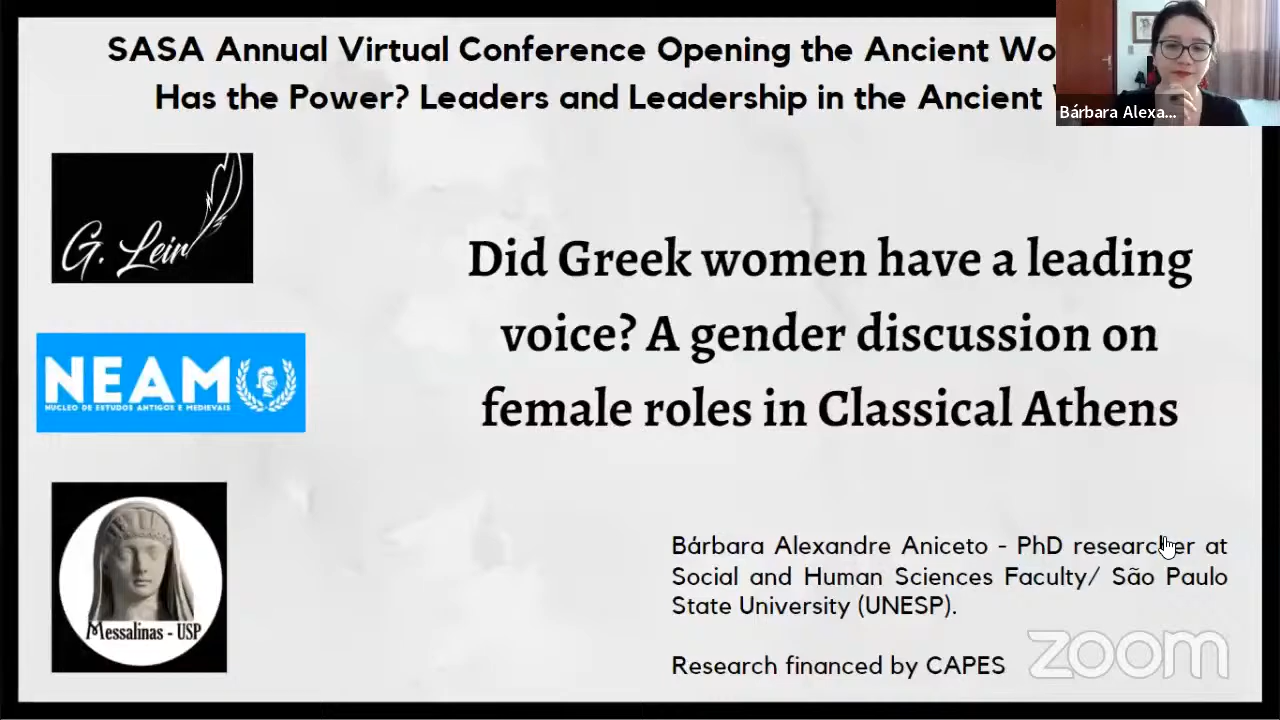 SASA Annual Virtual Conference Opening the Ancient Wo
Has the Power? Leaders and Leadership in the Ancient
Bárbara Alexa...
G. Leir
Did Greek women have a leading
voice? A gender discussion on
female roles in Classical Athens
NEAM
NÚCLEO DE ESTUDOS ANTIGOS E MEDIEVAIS
Messalinas - USP
Bárbara Alexandre Aniceto - PhD researcher at
Social and Human Sciences Faculty/ São Paulo
State University (UNESP).
Research financed by CAPES
zoom